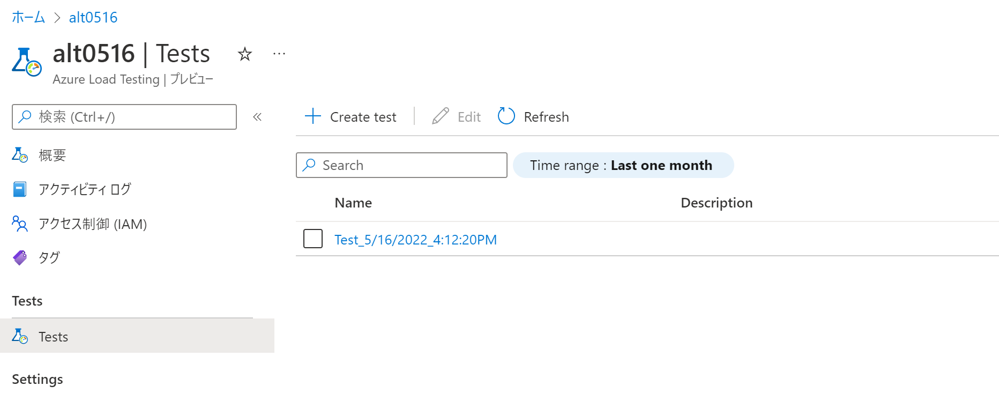 ホーム > alt0516
alt0516 | Tests ☆ ···
Azure Load Testing | プレビュー
検索 (Ctrl+/) «
概要
アクティビティ ログ
アクセス制御 (IAM)
タグ
Tests
Tests
Settings
+ Create test | Edit Refresh
Search Time range : Last one month
Name Description
Test_5/16/2022_4:12:20PM